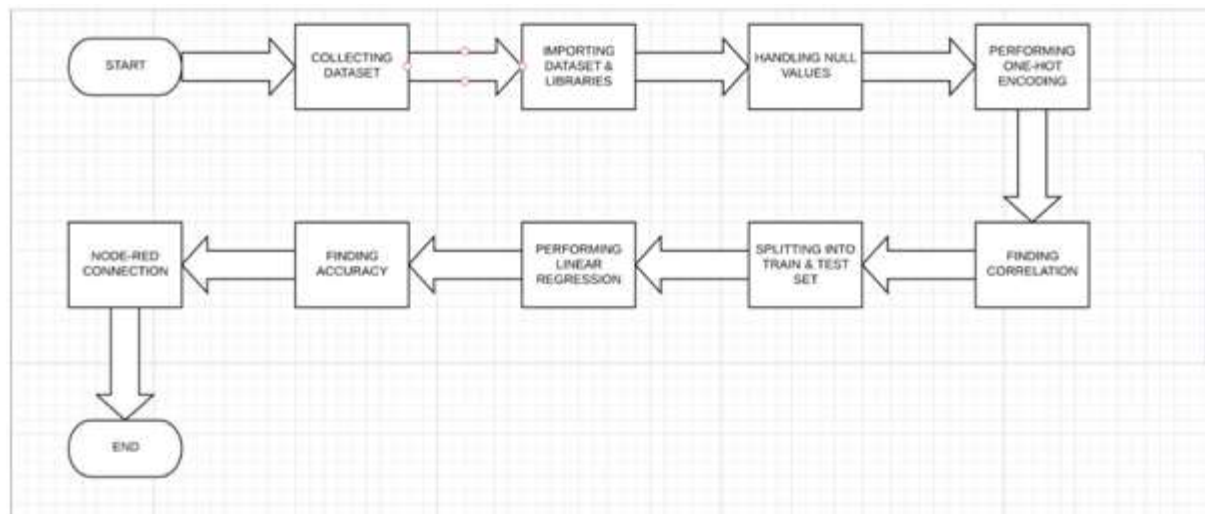 START
COLLECTING
DATASET
IMPORTING
DATASET &
LIBRARIES
HANDLING NULL
VALUES
PERFORMING
ONE-HOT
ENCODING
FINDING
CORRELATION
SPLITTING INTO
TRAIN & TEST
SET
PERFORMING
LINEAR
REGRESSION
FINDING
ACCURACY
NODE-RED
CONNECTION
END